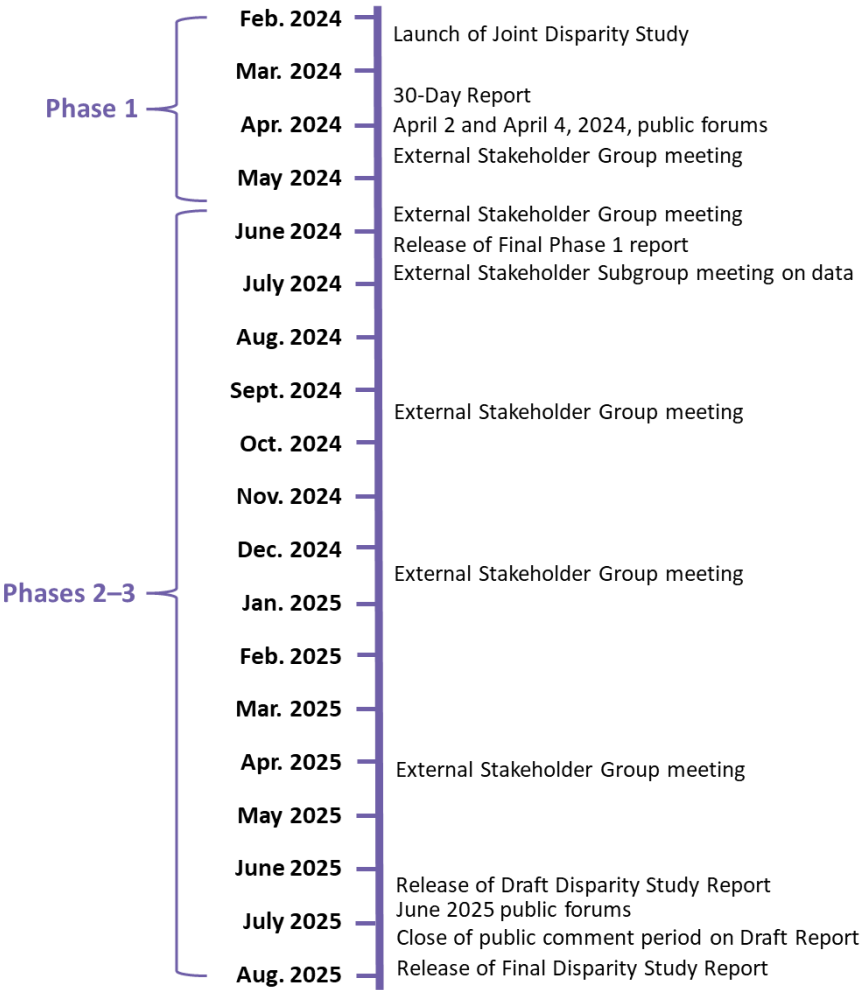 Feb. 2024
Launch of Joint Disparity Study
Mar. 2024
30-Day Report
Phase 1
Apr. 2024
April 2 and April 4, 2024, public forums
External Stakeholder Group meeting
May 2024
External Stakeholder Group meeting
June 2024
Release of Final Phase 1 report
External Stakeholder Subgroup meeting on data
July 2024
Aug. 2024
Sept. 2024
External Stakeholder Group meeting
Oct. 2024
Nov. 2024
Dec. 2024
External Stakeholder Group meeting
Phases 2–3
Jan. 2025
Feb. 2025
Mar. 2025
Apr. 2025
External Stakeholder Group meeting
May 2025
June 2025
Release of Draft Disparity Study Report
June 2025 public forums
July 2025
Close of public comment period on Draft Report
Release of Final Disparity Study Report
Aug. 2025